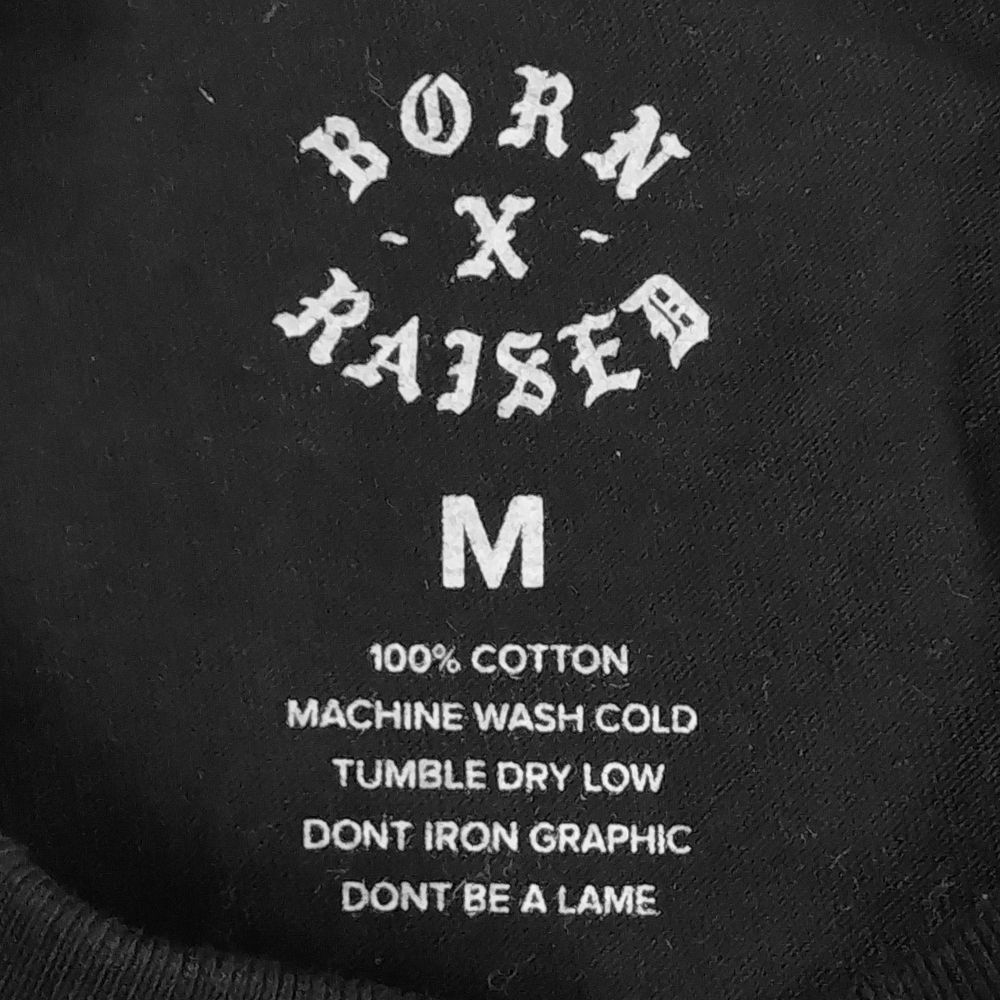 BORN
- X -
RAISED
M
100% COTTON
MACHINE WASH COLD
TUMBLE DRY LOW
DONT IRON GRAPHIC
DONT BE A LAME